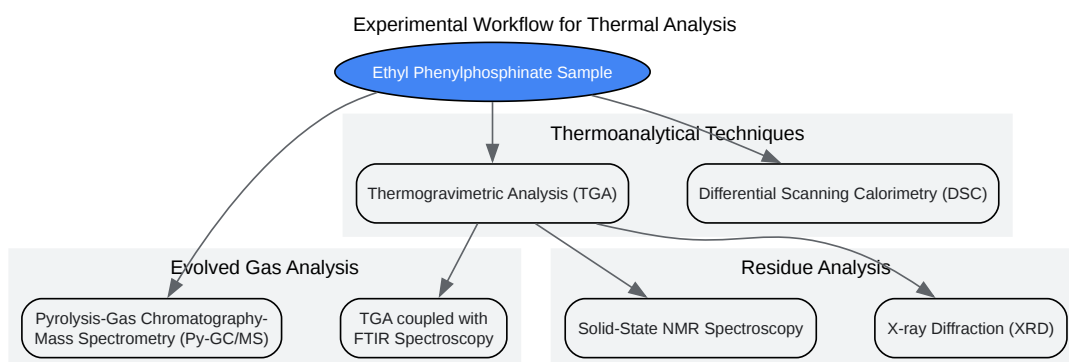 Experimental Workflow for Thermal Analysis
Ethyl Phenylphosphinate Sample
Thermoanalytical Techniques
Thermogravimetric Analysis (TGA)
Differential Scanning Calorimetry (DSC)
Evolved Gas Analysis
Pyrolysis-Gas Chromatography-
Mass Spectrometry (Py-GC/MS)
TGA coupled with
FTIR Spectroscopy
Residue Analysis
Solid-State NMR Spectroscopy
X-ray Diffraction (XRD)